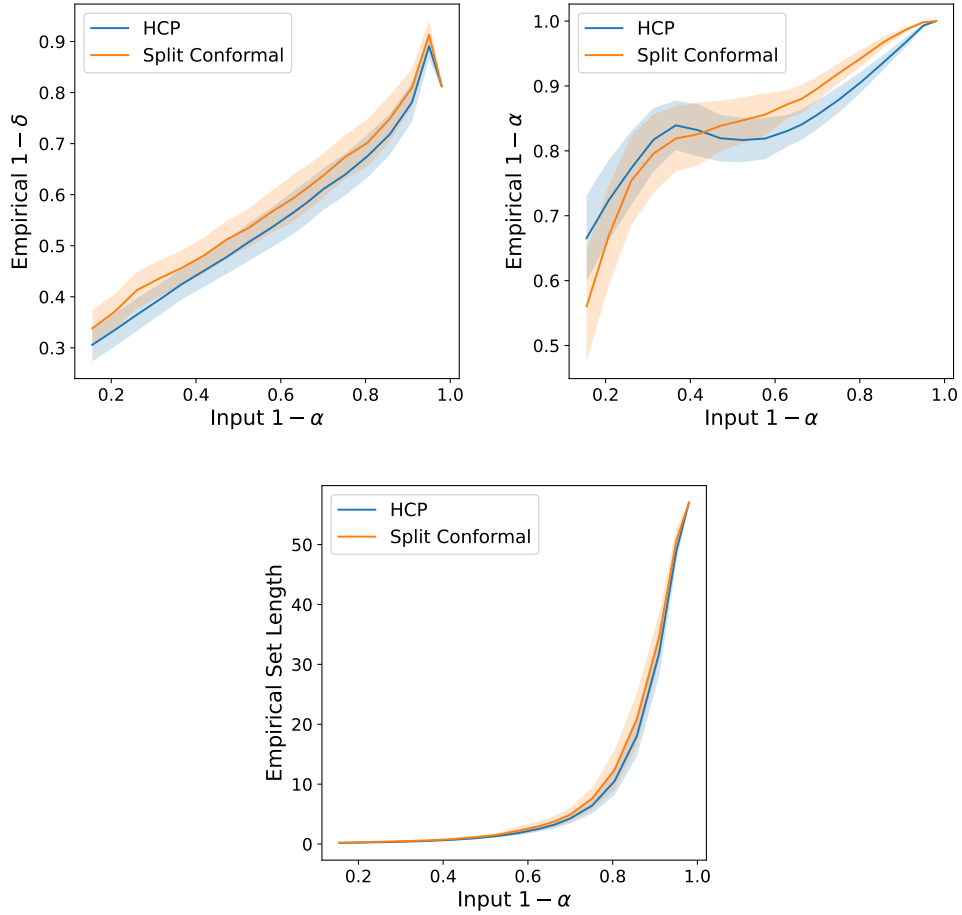 HCP
Split Conformal
Empirical 1 − δ
0.9
0.8
0.7
0.6
0.5
0.4
0.3
0.2 0.4 0.6 0.8 1.0
Input 1 − α
HCP
Split Conformal
Empirical 1 − α
1.0
0.9
0.8
0.7
0.6
0.5
0.2 0.4 0.6 0.8 1.0
Input 1 − α
HCP
Split Conformal
Empirical Set Length
50
40
30
20
10
0
0.2 0.4 0.6 0.8 1.0
Input 1 − α